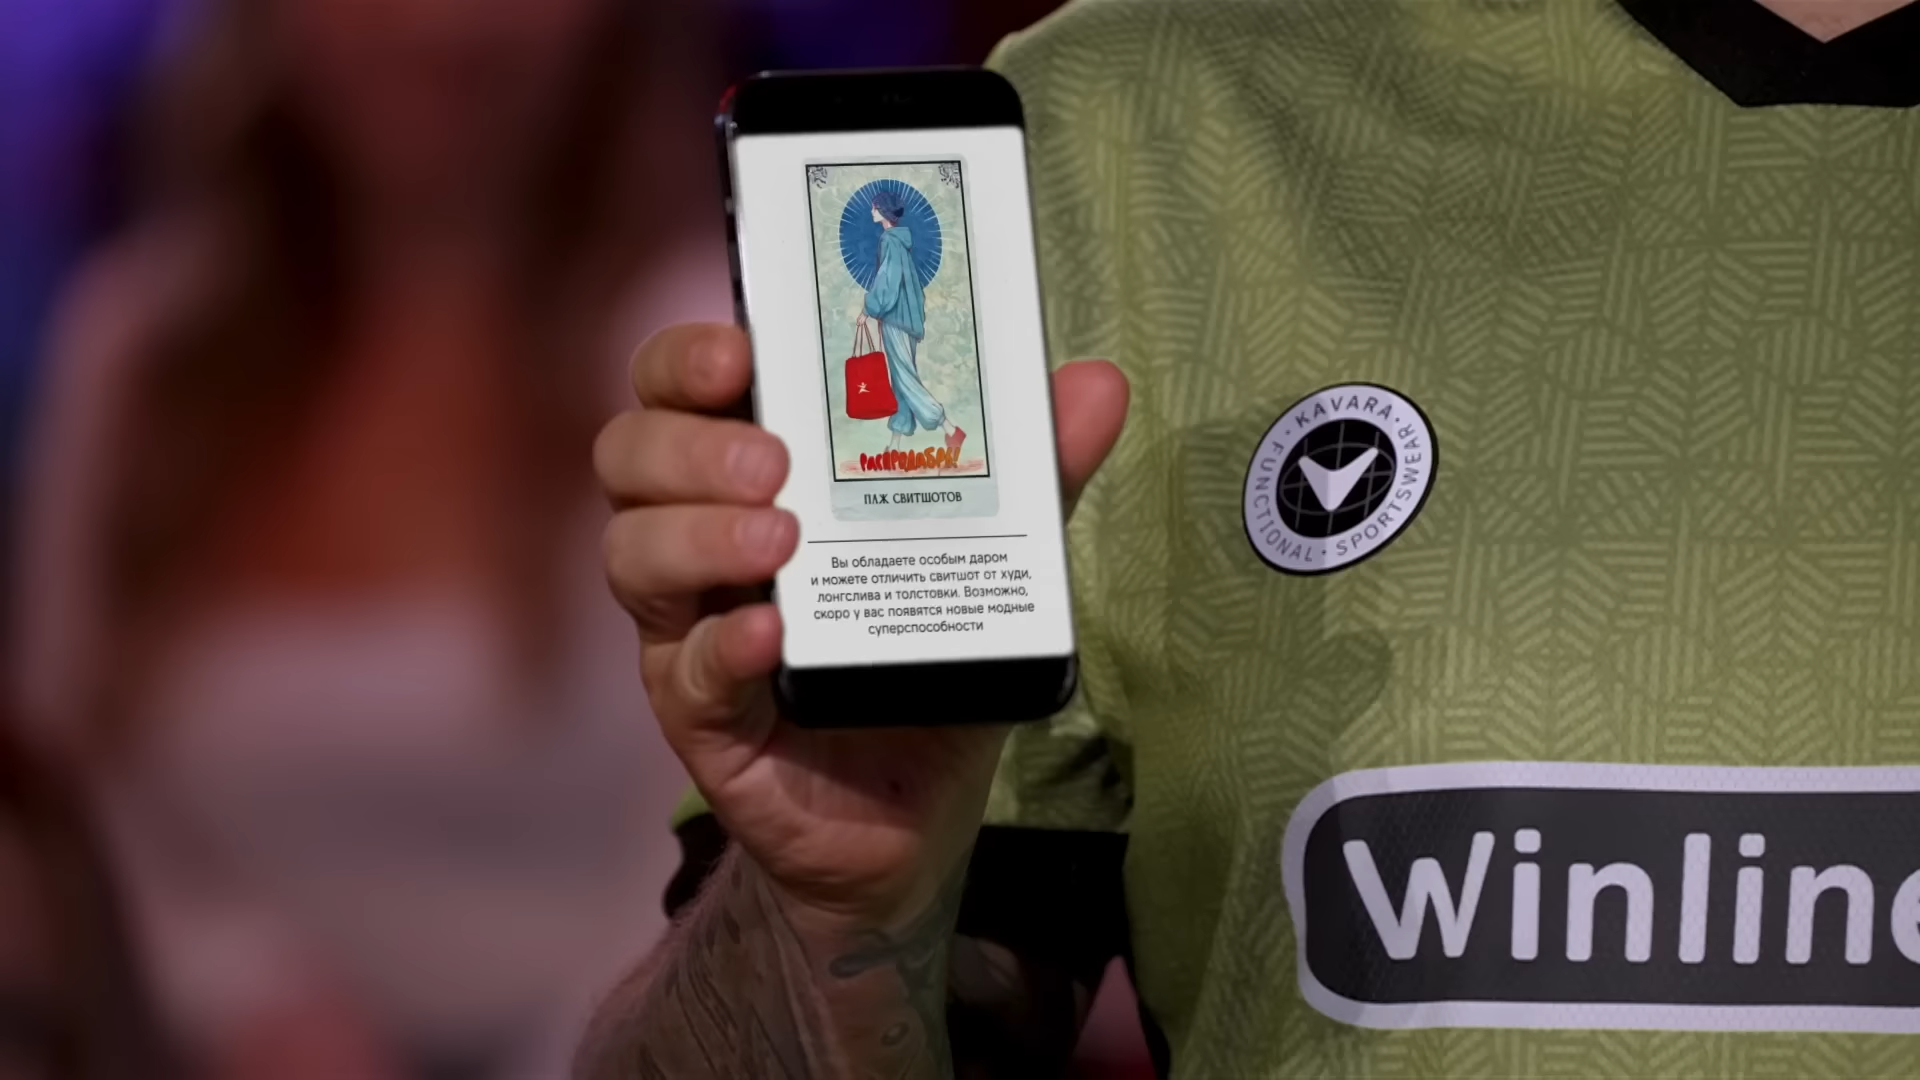 РАСПРОДАБРЬ!
ПАЖ СВИТШОТОВ
Вы обладаете особым даром
и можете отличить свитшот от худи,
лонгслива и толстовки. Возможно,
скоро у вас появятся новые модные
суперспособности
KAVARA
FUNCTIONAL · SPORTSWEAR
Winline